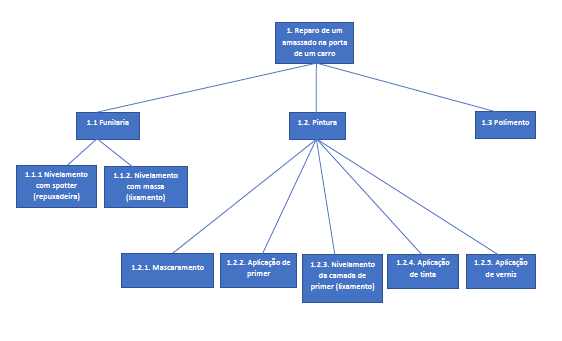 1. Reparo de um
amassado na porta
de um carro
1.1 Funilaria
1.2. Pintura
1.3 Polimento
1.1.1 Nivelamento
com spotter
(repuxadeira)
1.1.2. Nivelamento
com massa
(lixamento)
1.2.1. Mascaramento
1.2.2. Aplicação de
primer
1.2.3. Nivelamento
da camada de
primer (lixamento)
1.2.4. Aplicação
de tinta
1.2.5. Aplicação
de verniz